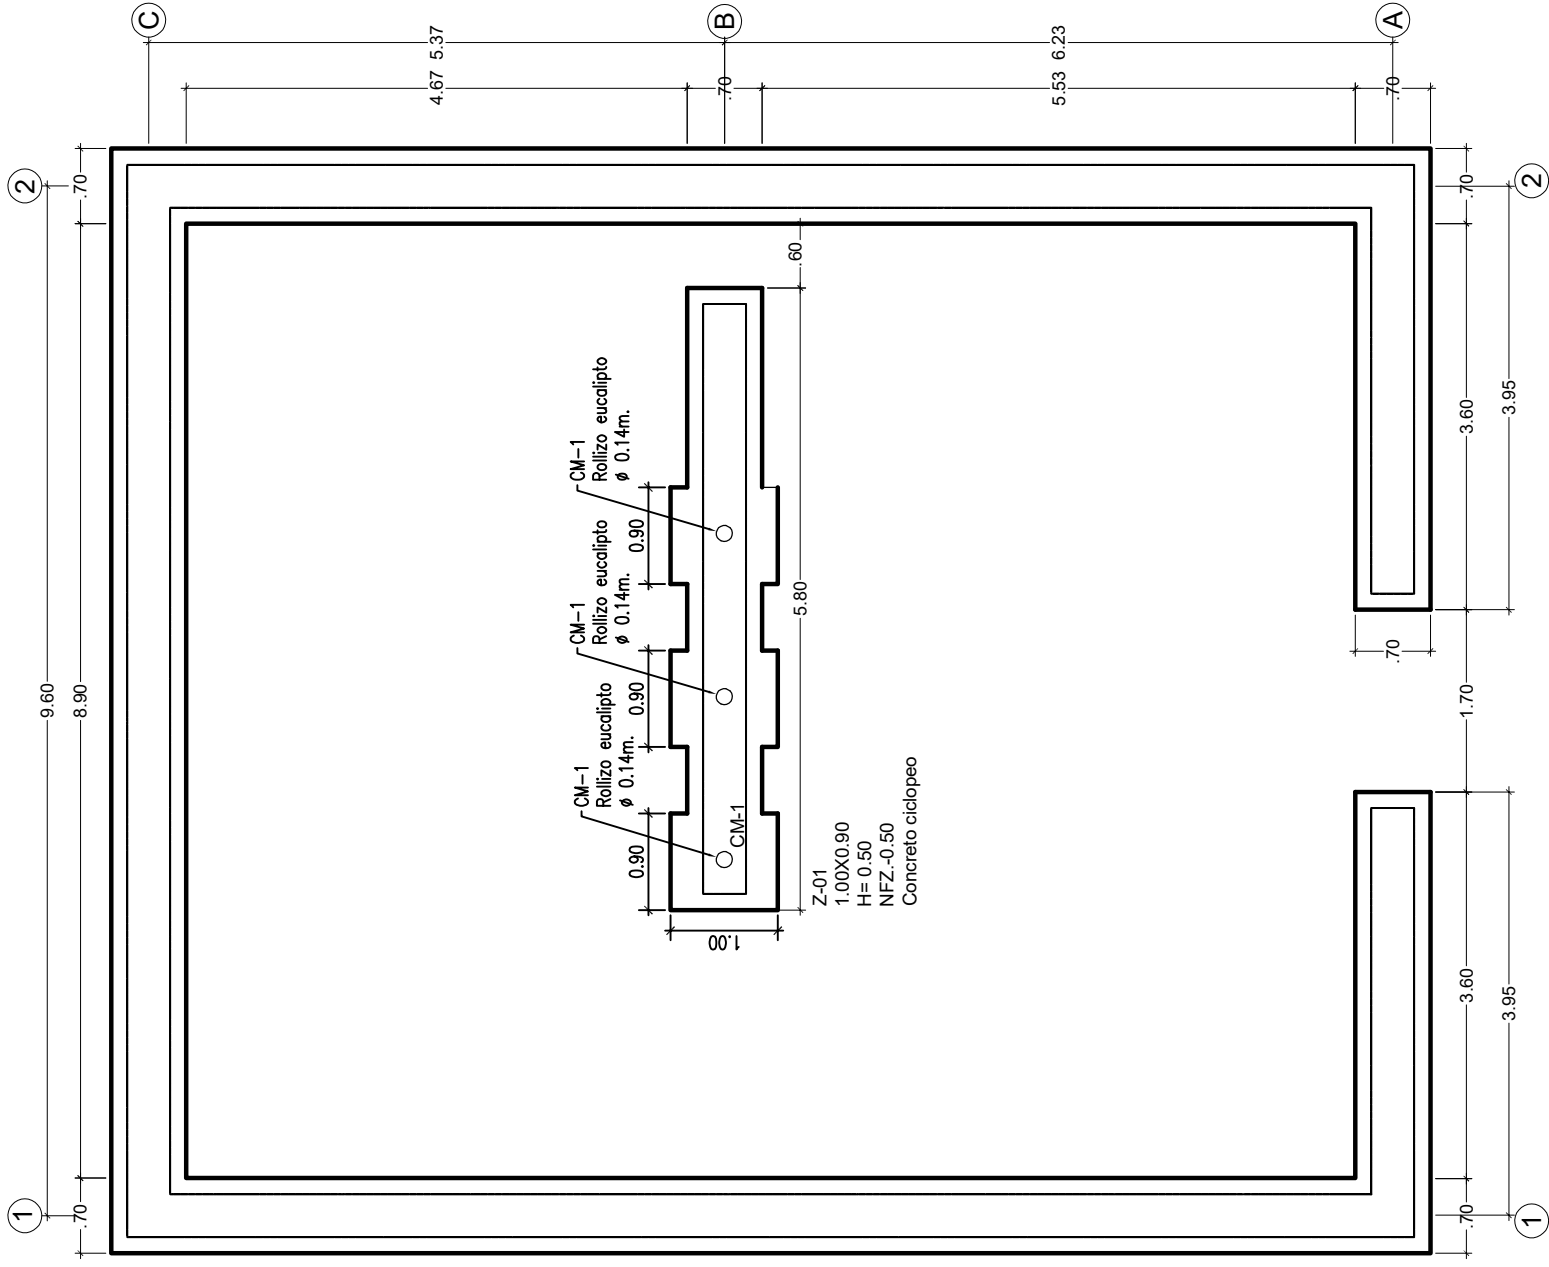 C
B
A
5.37
6.23
4.67
.70
5.53
.70
2
.70
9.60
8.90
1
.70
.60
5.80
CM-1
Rollizo eucalipto
ø 0.14m.
0.90
CM-1
Rollizo eucalipto
ø 0.14m.
0.90
CM-1
Rollizo eucalipto
ø 0.14m.
0.90
CM-1
1.00
Z-01
1.00X0.90
H= 0.50
NFZ.-0.50
Concreto ciclopeo
.70
.70
3.60
1.70
3.60
.70
3.95
3.95
2
1